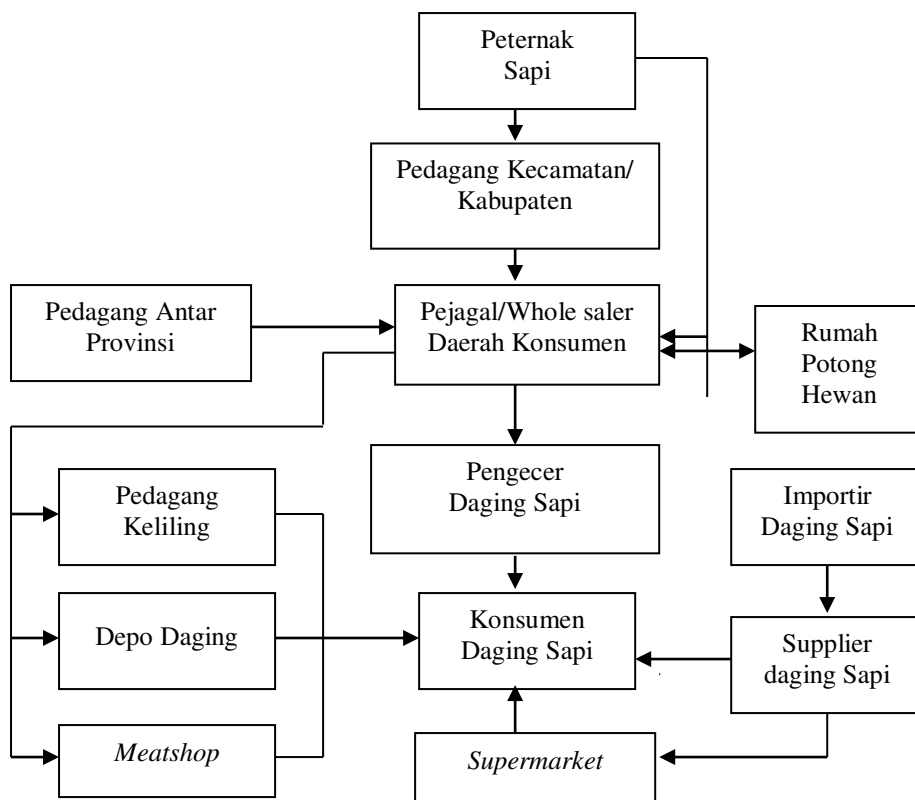 Peternak
Sapi
Pedagang Kecamatan/
Kabupaten
Pedagang Antar
Provinsi
Pejagal/Whole saler
Daerah Konsumen
Rumah
Potong
Hewan
Pengecer
Daging Sapi
Pedagang
Keliling
Importir
Daging Sapi
Depo Daging
Konsumen
Daging Sapi
Supplier
daging Sapi
Meatshop
Supermarket